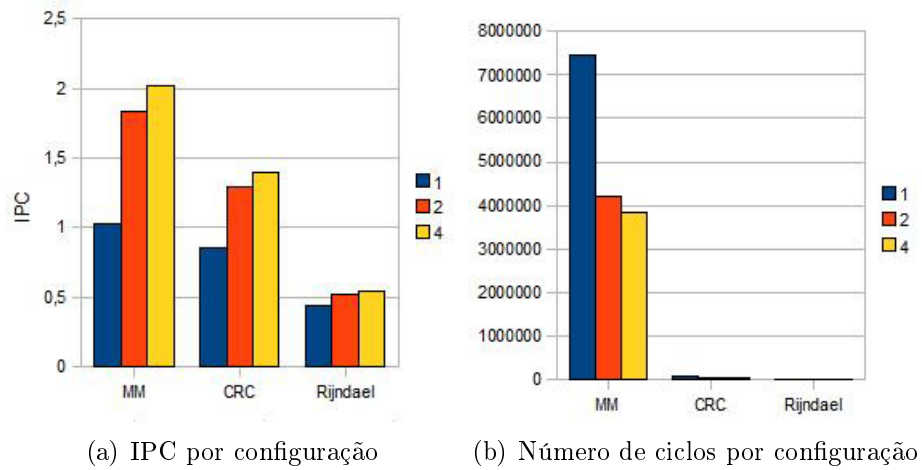 2,5
2
1,5
1
0,5
0
IPC
MM
CRC
Rijndael
1
2
4
(a) IPC por configuração
8000000
7000000
6000000
5000000
4000000
3000000
2000000
1000000
0
MM
CRC
Rijndael
1
2
4
(b) Número de ciclos por configuração